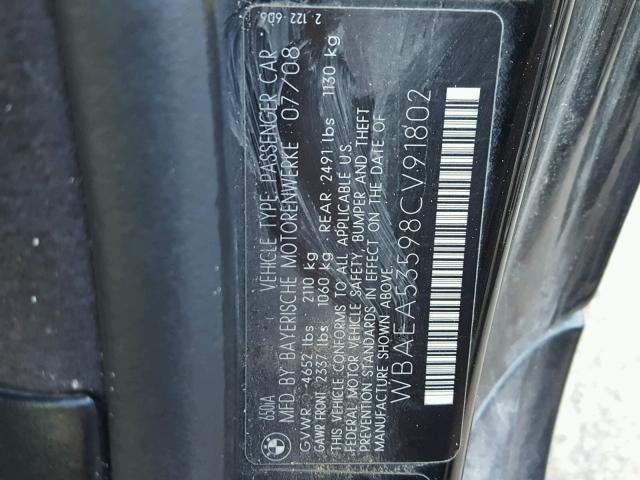 650iA VEHICLE TYPE PASSENGER CAR 2 122 6D6
MFD. BY BAYERISCHE MOTORENWERKE 07/08
GVWR 4652 lbs 2110 kg
GAWR FRONT 2337 lbs 1060 kg REAR 2491 lbs 1130 kg
THIS VEHICLE CONFORMS TO ALL APPLICABLE U.S.
FEDERAL MOTOR VEHICLE SAFETY, BUMPER AND THEFT
PREVENTION STANDARDS IN EFFECT ON THE DATE OF
MANUFACTURE SHOWN ABOVE
WBAEA53598CV91802